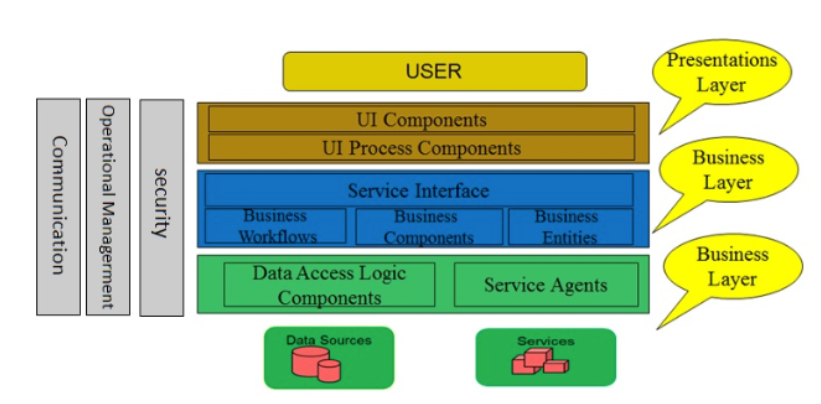 USER
Presentations
Layer
Communication
Operational Managerment
security
UI Components
UI Process Components
Business
Layer
Service Interface
Business
Workflows
Business
Components
Business
Entities
Business
Layer
Data Access Logic
Components
Service Agents
Data Sources
Services